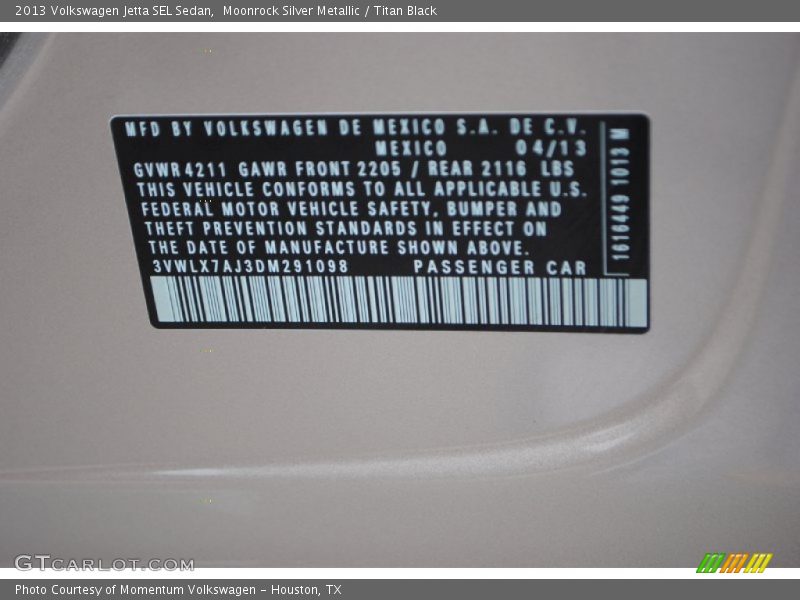 2013 Volkswagen Jetta SEL Sedan,  Moonrock Silver Metallic / Titan Black
MFD BY VOLKSWAGEN DE MEXICO S.A. DE C.V.
MEXICO 04/13
GVWR 4211 GAWR FRONT 2205 / REAR 2116 LBS
THIS VEHICLE CONFORMS TO ALL APPLICABLE U.S.
FEDERAL MOTOR VEHICLE SAFETY, BUMPER AND
THEFT PREVENTION STANDARDS IN EFFECT ON
THE DATE OF MANUFACTURE SHOWN ABOVE.
3VWLX7AJ3DM291098 PASSENGER CAR
1616449 1013 M
GTCARLOT.COM
Photo Courtesy of Momentum Volkswagen – Houston, TX